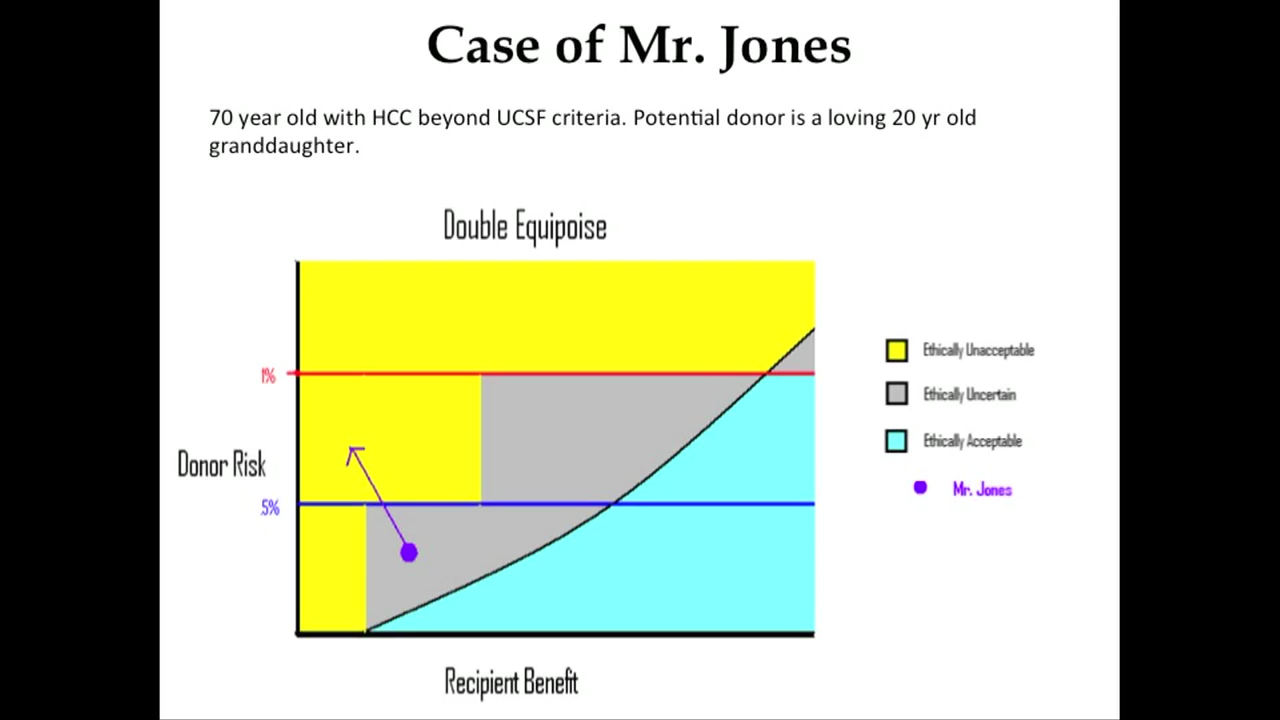 Case of Mr. Jones
70 year old with HCC beyond UCSF criteria. Potential donor is a loving 20 yr old
granddaughter.
Double Equipoise
1%
Donor Risk
.5%
Recipient Benefit
Ethically Unacceptable
Ethically Uncertain
Ethically Acceptable
Mr. Jones